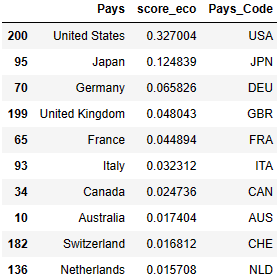 Pays score_eco Pays_Code
200 United States 0.327004 USA
95 Japan 0.124839 JPN
70 Germany 0.065826 DEU
199 United Kingdom 0.048043 GBR
65 France 0.044894 FRA
93 Italy 0.032312 ITA
34 Canada 0.024736 CAN
10 Australia 0.017404 AUS
182 Switzerland 0.016812 CHE
136 Netherlands 0.015708 NLD